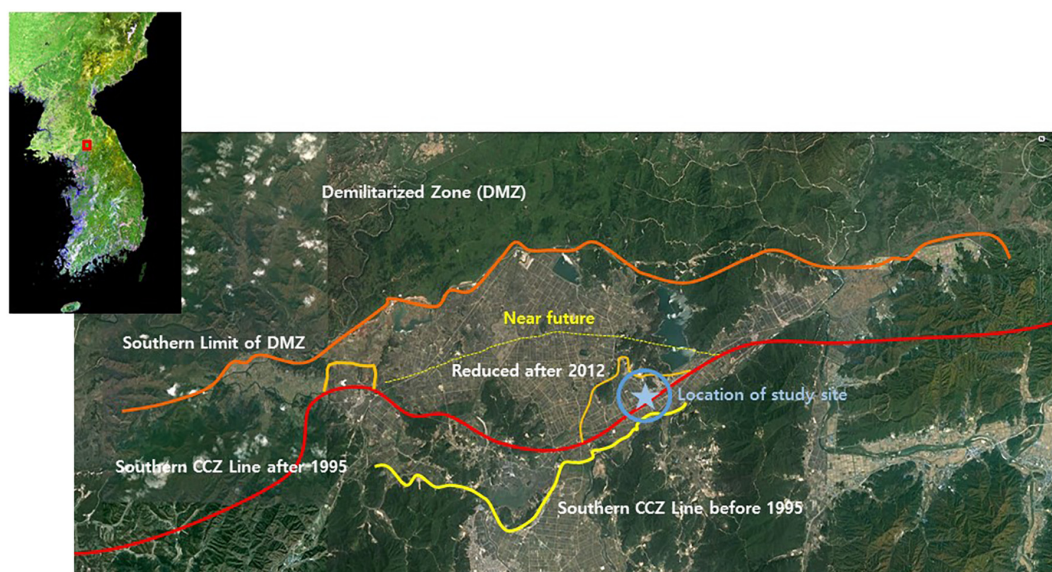 Demilitarized Zone (DMZ)
Near future
Southern Limit of DMZ
Reduced after 2012
Location of study site
Southern CCZ Line after 1995
Southern CCZ Line before 1995